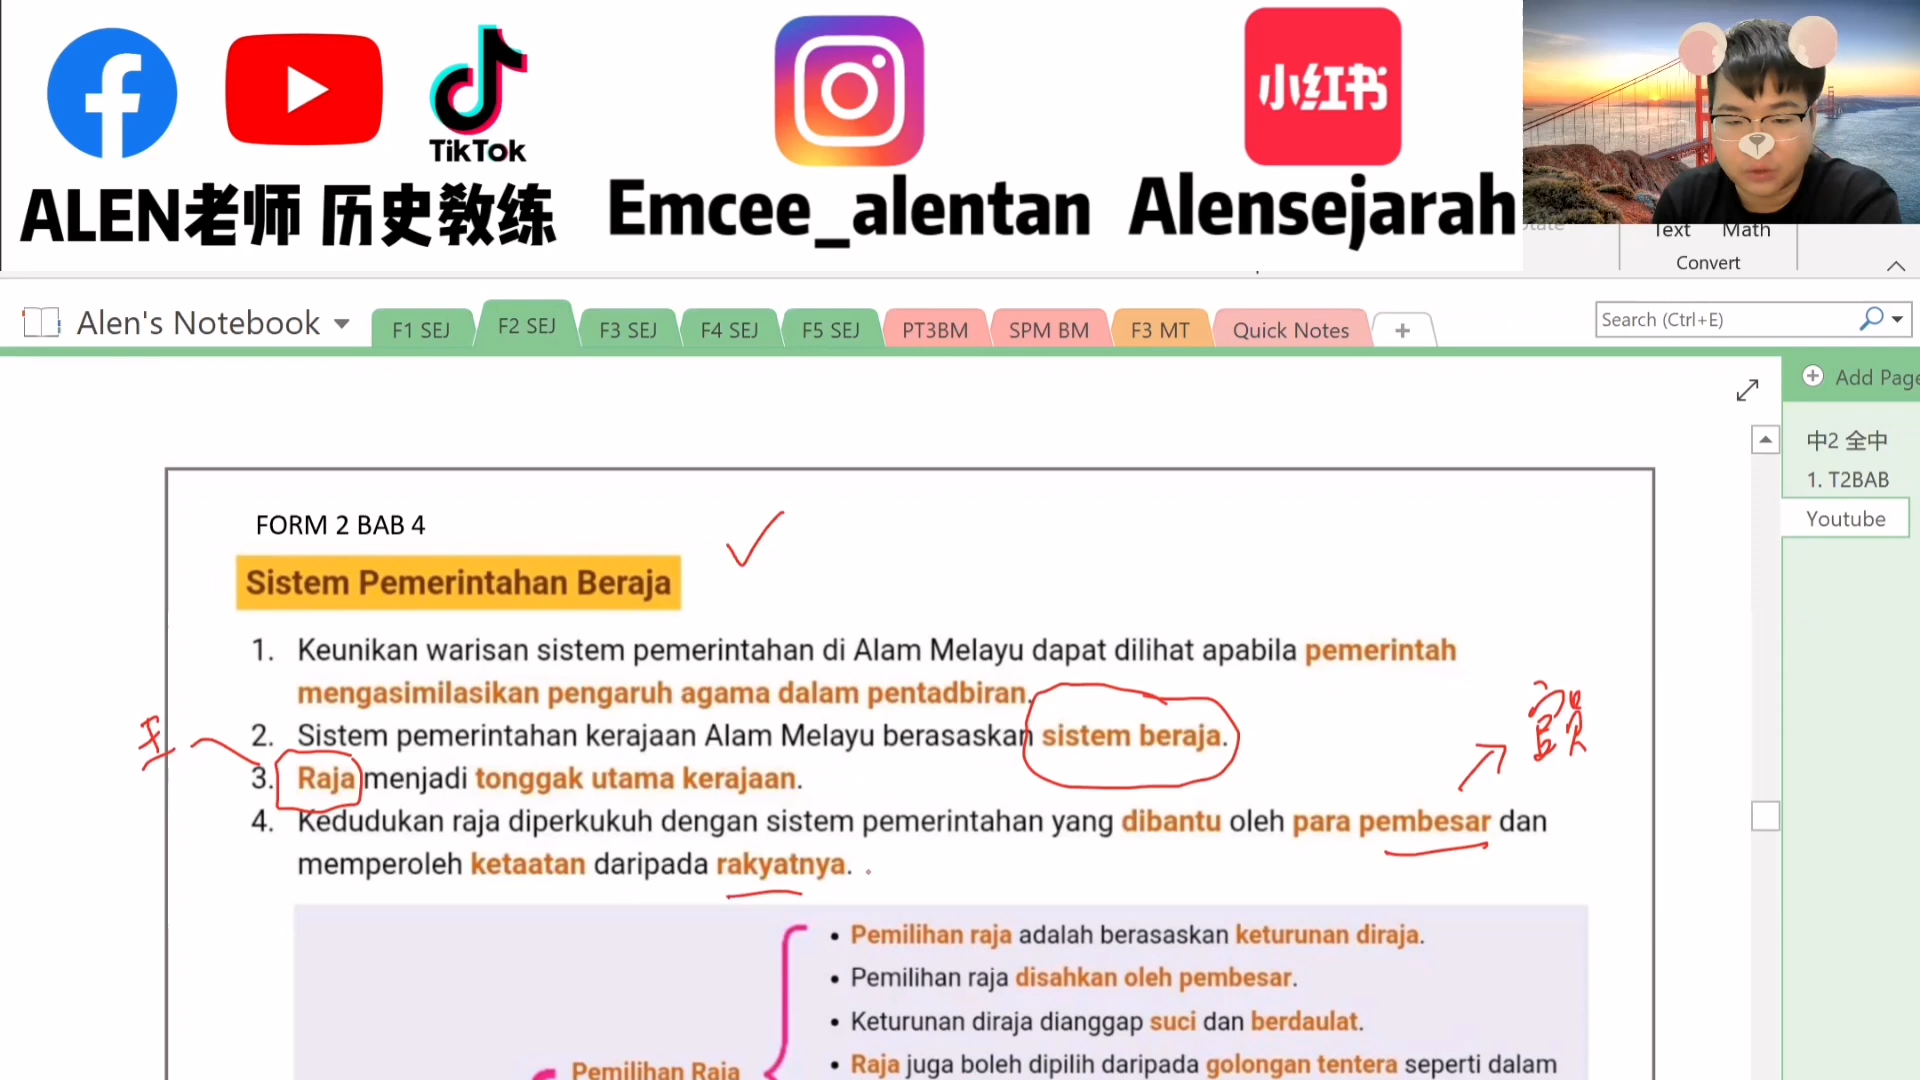 小红书
TikTok
ALEN老师 历史教练
Emcee_alentan
Alensejarah
Text Math
Convert
Alen's Notebook
F1 SEJ
F2 SEJ
F3 SEJ
F4 SEJ
F5 SEJ
PT3BM
SPM BM
F3 MT
Quick Notes
Search (Ctrl+E)
Add Page
中2 全中
1. T2BAB
Youtube
FORM 2 BAB 4
Sistem Pemerintahan Beraja
1. Keunikan warisan sistem pemerintahan di Alam Melayu dapat dilihat apabila pemerintah
mengasimilasikan pengaruh agama dalam pentadbiran.
2. Sistem pemerintahan kerajaan Alam Melayu berasaskan sistem beraja.
王
3. Raja menjadi tonggak utama kerajaan.
4. Kedudukan raja diperkukuh dengan sistem pemerintahan yang dibantu oleh para pembesar dan
memperoleh ketaatan daripada rakyatnya.
• Pemilihan raja adalah berasaskan keturunan diraja.
• Pemilihan raja disahkan oleh pembesar.
• Keturunan diraja dianggap suci dan berdaulat.
Pemilihan Raja
• Raja juga boleh dipilih daripada golongan tentera seperti dalam